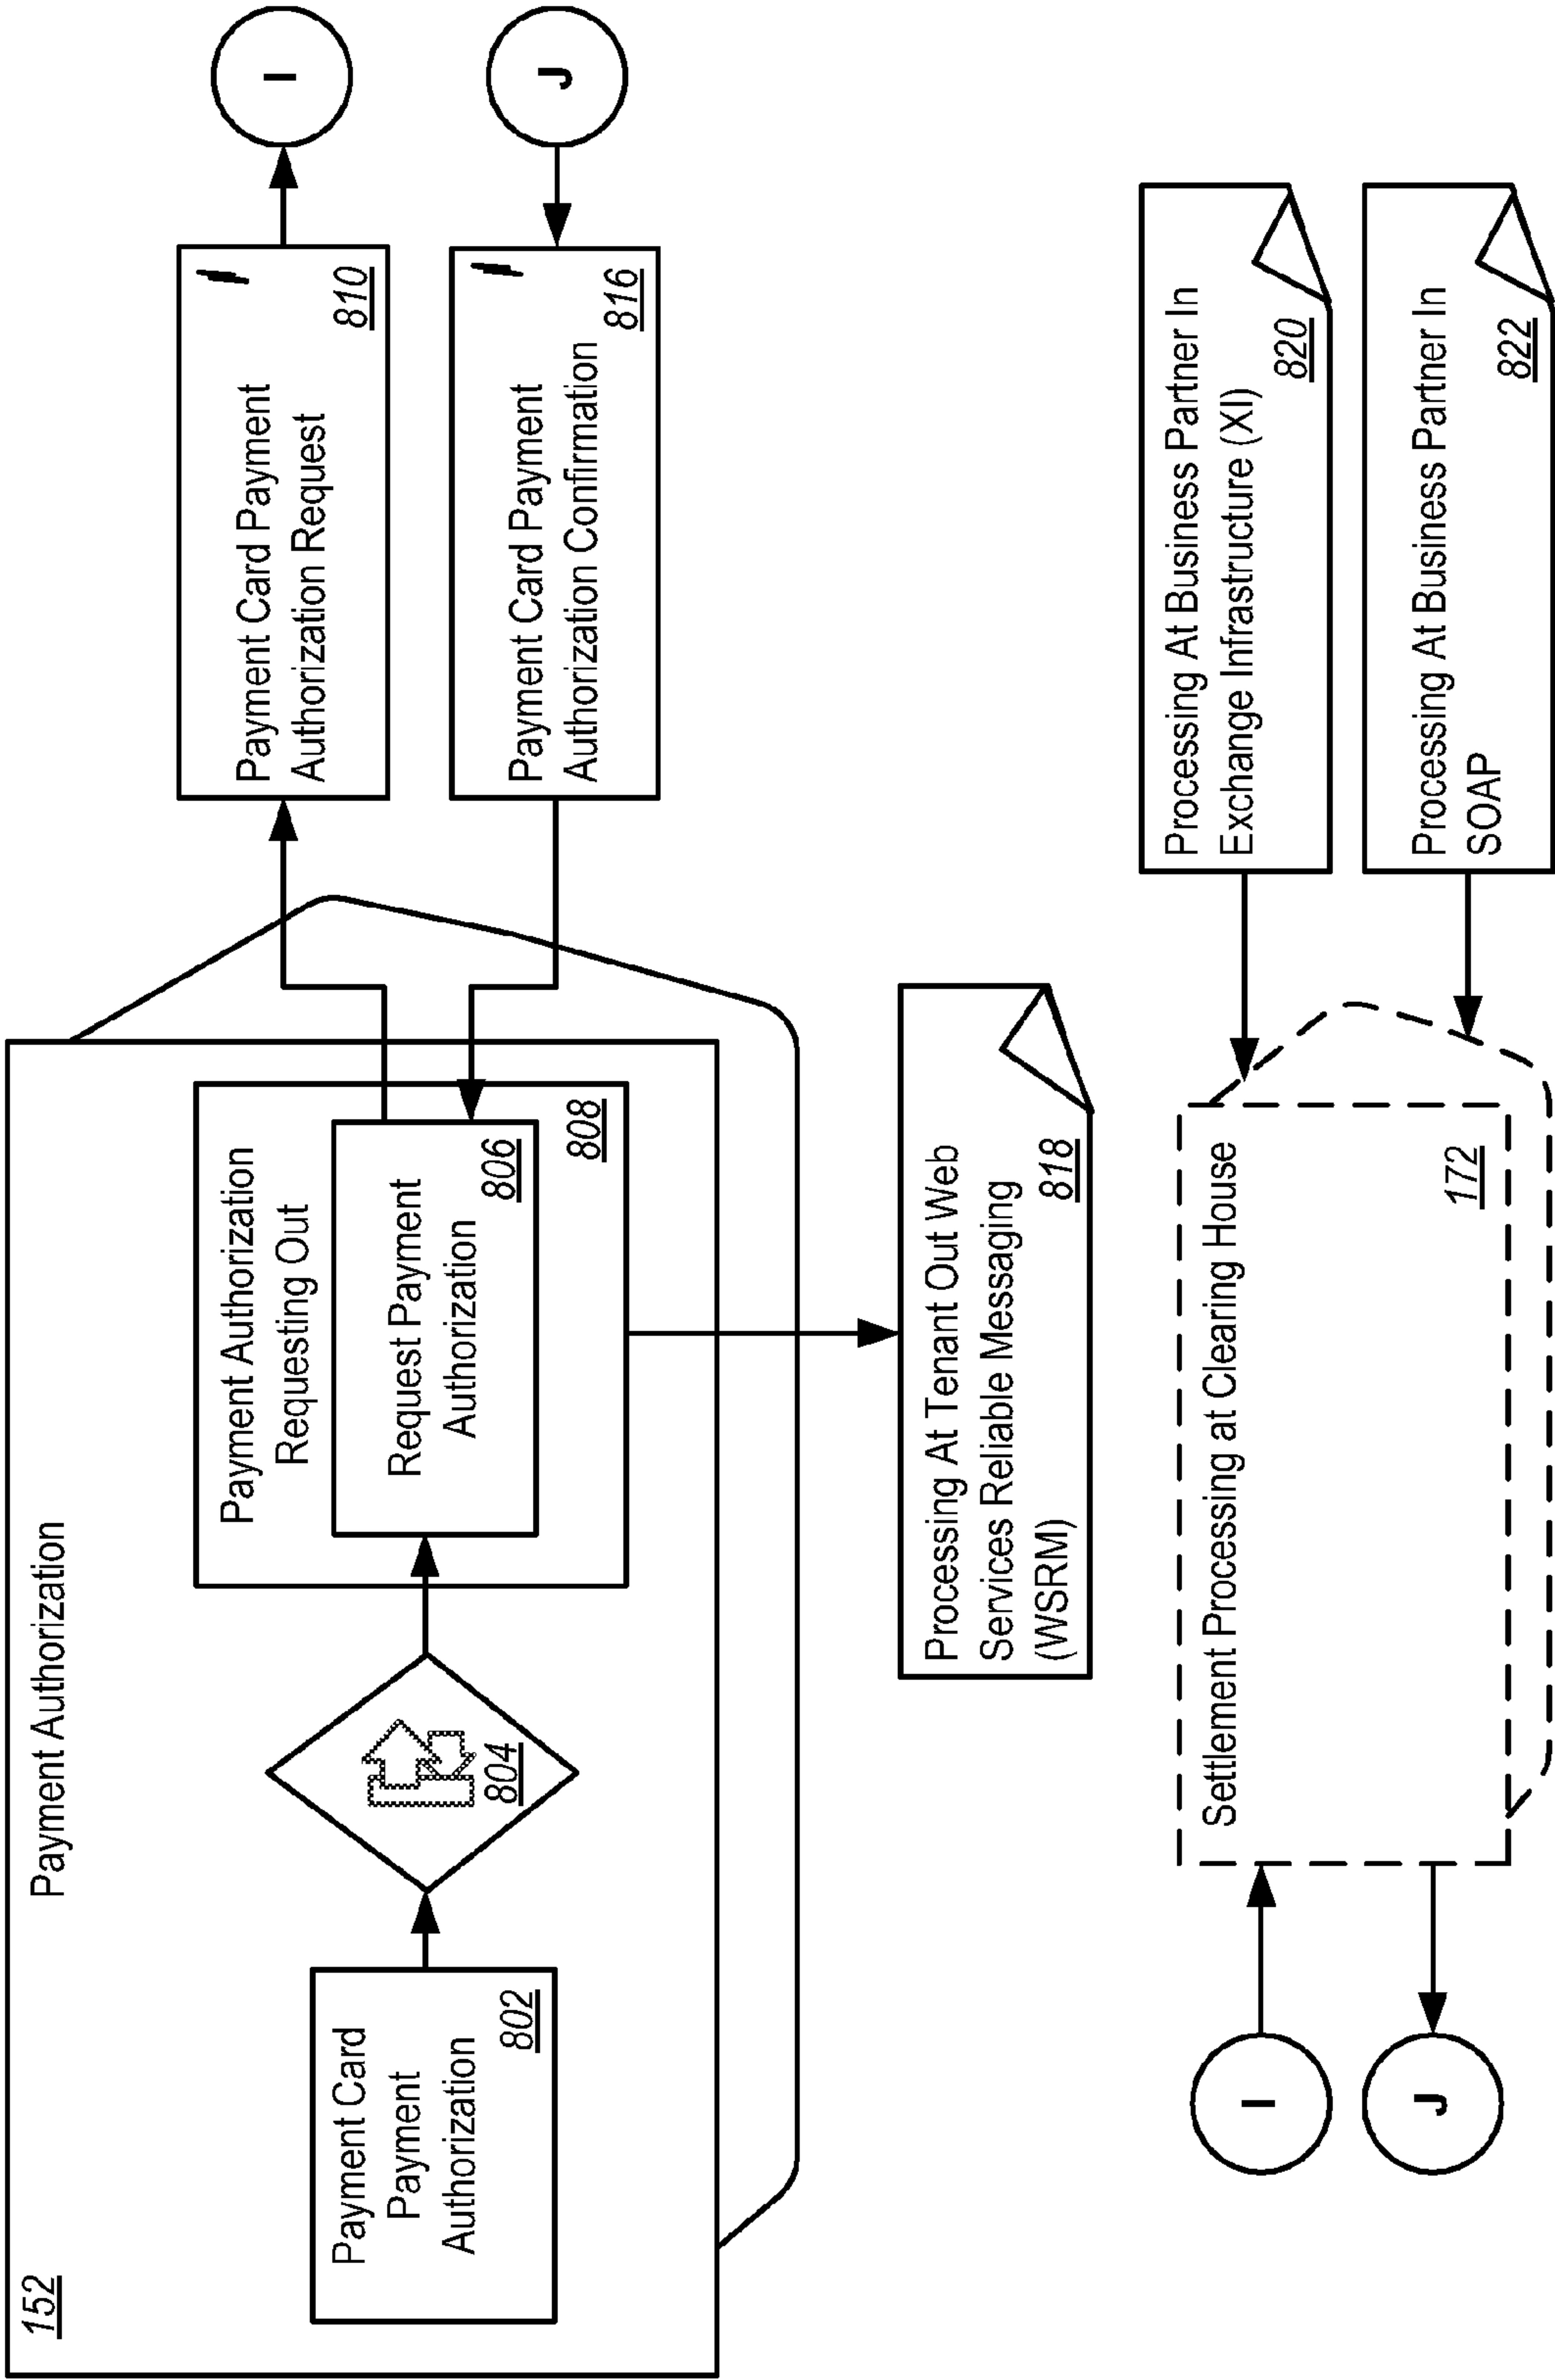 152
Payment Authorization
Payment Card
Payment
Authorization
802
804
Payment Authorization
Requesting Out
808
Request Payment
Authorization
806
Payment Card Payment
Authorization Request
810
I
Payment Card Payment
Authorization Confirmation
816
J
Processing At Tenant Out Web
Services Reliable Messaging
(WSRM)
818
I
J
Settlement Processing at Clearing House
172
Processing At Business Partner In
Exchange Infrastructure (XI)
820
Processing At Business Partner In
SOAP
822